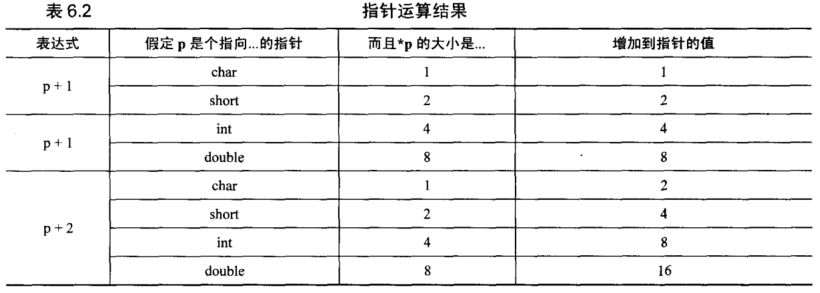 表 6.2 指针运算结果
表达式 假定 p 是个指向...的指针 而且*p 的大小是... 增加到指针的值
p + 1 char 1 1
short 2 2
p + 1 int 4 4
double 8 8
p + 2 char 1 2
short 2 4
int 4 8
double 8 16